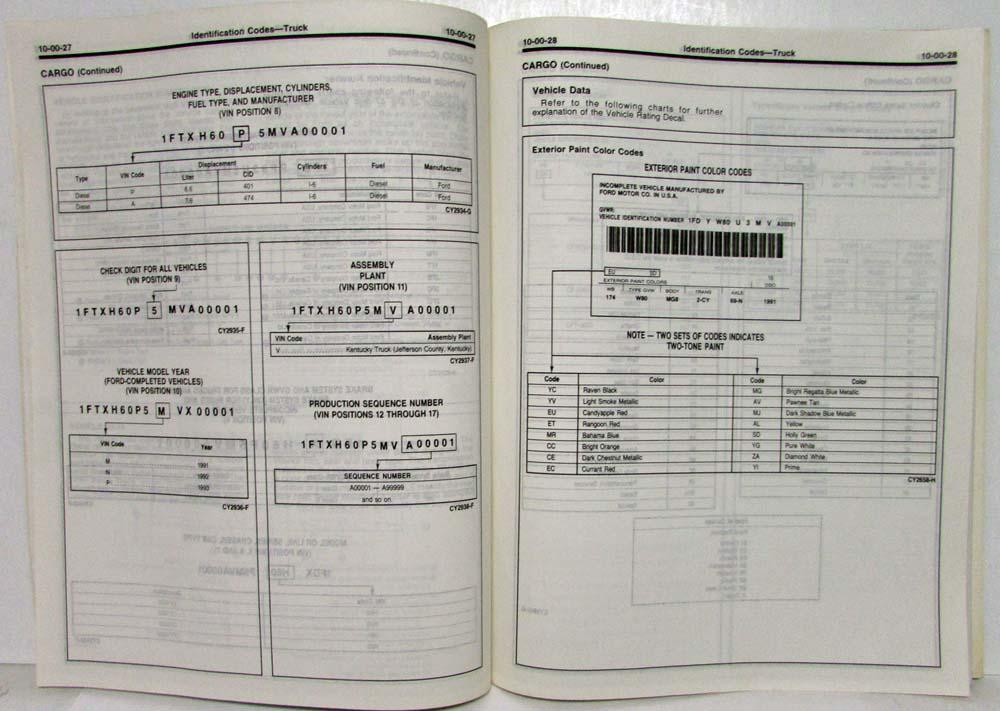 10-00-27 Identification Codes—Truck 10-00-27
CARGO (Continued)
ENGINE TYPE, DISPLACEMENT, CYLINDERS,
FUEL TYPE, AND MANUFACTURER
(VIN POSITION 8)
1FTXH60 P 5MVA00001
Type VIN Code Displacement Cylinders Fuel Manufacturer
Liter CID
Diesel P 6.6 401 I-6 Diesel Ford
Diesel A 7.8 474 I-6 Diesel Ford
CY2934-G
CHECK DIGIT FOR ALL VEHICLES
(VIN POSITION 9)
1FTXH60P 5 MVA00001
CY2935-F
VEHICLE MODEL YEAR
(FORD-COMPLETED VEHICLES)
(VIN POSITION 10)
1FTXH60P5 M VX00001
VIN Code Year
M 1991
N 1992
P 1993
CY2936-F
ASSEMBLY
PLANT
(VIN POSITION 11)
1FTXH60P5M V A00001
VIN Code Assembly Plant
V Kentucky Truck (Jefferson County, Kentucky)
CY2937-F
PRODUCTION SEQUENCE NUMBER
(VIN POSITIONS 12 THROUGH 17)
1FTXH60P5MV A00001
SEQUENCE NUMBER
A00001 — A99999
and so on
CY2938-F
10-00-28 Identification Codes—Truck 10-00-28
CARGO (Continued)
Vehicle Data
Refer to the following charts for further
explanation of the Vehicle Rating Decal.
Exterior Paint Color Codes
EXTERIOR PAINT COLOR CODES
INCOMPLETE VEHICLE MANUFACTURED BY
FORD MOTOR CO. IN U.S.A.
GVWR:
VEHICLE IDENTIFICATION NUMBER 1FD Y W80 U 3 M V A00001
EU SD
EXTERIOR PAINT COLORS DSO
WB TYPE GVW BODY TRANS AXLE
174 W80 MG8 2-CY 69-N 1991
NOTE — TWO SETS OF CODES INDICATES
TWO-TONE PAINT
Code Color Code Color
YC Raven Black MG Bright Regatta Blue Metallic
YV Light Smoke Metallic AV Pawnee Tan
EU Candyapple Red MJ Dark Shadow Blue Metallic
ET Rangoon Red AL Yellow
MR Bahama Blue SD Holly Green
CC Bright Orange YG Pure White
CE Dark Chestnut Metallic ZA Diamond White
EC Currant Red YI Prime
CY2658-H